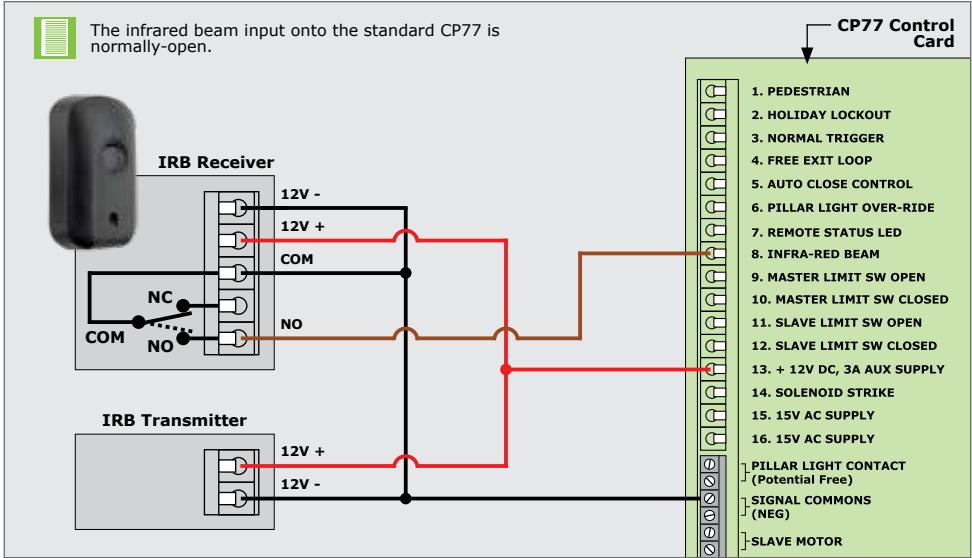 The infrared beam input onto the standard CP77 is
normally-open.
CP77 Control
Card
IRB Receiver
12V -
12V +
COM
NC
COM
NO
NO
IRB Transmitter
12V +
12V -
1. PEDESTRIAN
2. HOLIDAY LOCKOUT
3. NORMAL TRIGGER
4. FREE EXIT LOOP
5. AUTO CLOSE CONTROL
6. PILLAR LIGHT OVER-RIDE
7. REMOTE STATUS LED
8. INFRA-RED BEAM
9. MASTER LIMIT SW OPEN
10. MASTER LIMIT SW CLOSED
11. SLAVE LIMIT SW OPEN
12. SLAVE LIMIT SW CLOSED
13. + 12V DC, 3A AUX SUPPLY
14. SOLENOID STRIKE
15. 15V AC SUPPLY
16. 15V AC SUPPLY
PILLAR LIGHT CONTACT
(Potential Free)
SIGNAL COMMONS
(NEG)
SLAVE MOTOR